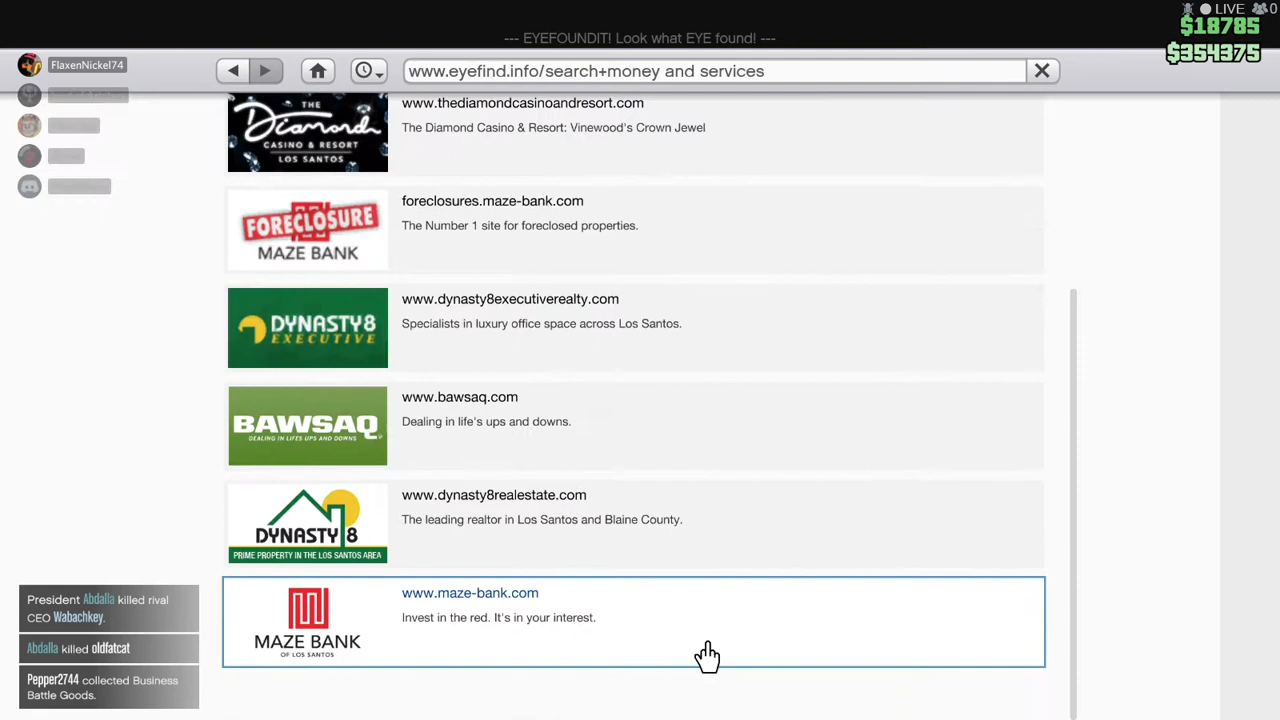 LIVE 0
$18785
--- EYEFOUNDIT! Look what EYE found! ---
$354375
FlaxenNickel74
www.eyefind.info/search+money and services
THE
Diamond
CASINO & RESORT
LOS SANTOS
www.thediamondcasinoandresort.com
The Diamond Casino & Resort: Vinewood's Crown Jewel
FORECLOSURE
MAZE BANK
foreclosures.maze-bank.com
The Number 1 site for foreclosed properties.
DYNASTY8
EXECUTIVE
www.dynasty8executiverealty.com
Specialists in luxury office space across Los Santos.
BAWSAQ
DEALING IN LIFES UPS AND DOWNS
www.bawsaq.com
Dealing in life's ups and downs.
DYNASTY 8
PRIME PROPERTY IN THE LOS SANTOS AREA
www.dynasty8realestate.com
The leading realtor in Los Santos and Blaine County.
MAZE BANK
OF LOS SANTOS
www.maze-bank.com
Invest in the red. It's in your interest.
President Abdalla killed rival
CEO Wabachkey.
Abdalla killed oldfatcat
Pepper2744 collected Business
Battle Goods.